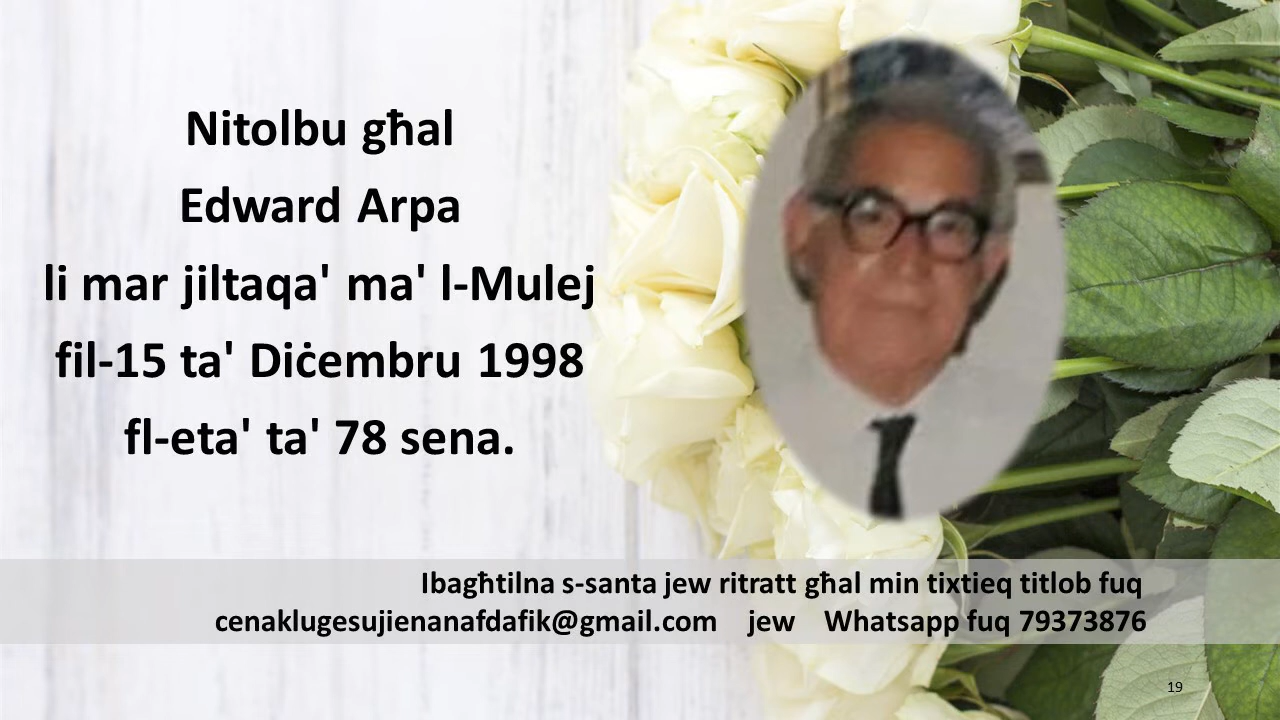 Nitolbu għal
Edward Arpa
li mar jiltaqa' ma' l-Mulej
fil-15 ta' Diċembru 1998
fl-eta' ta' 78 sena.
Ibagħtilna s-santa jew ritratt għal min tixtieq titlob fuq
cenaklugesujienanafdafik@gmail.com jew Whatsapp fuq 79373876
19